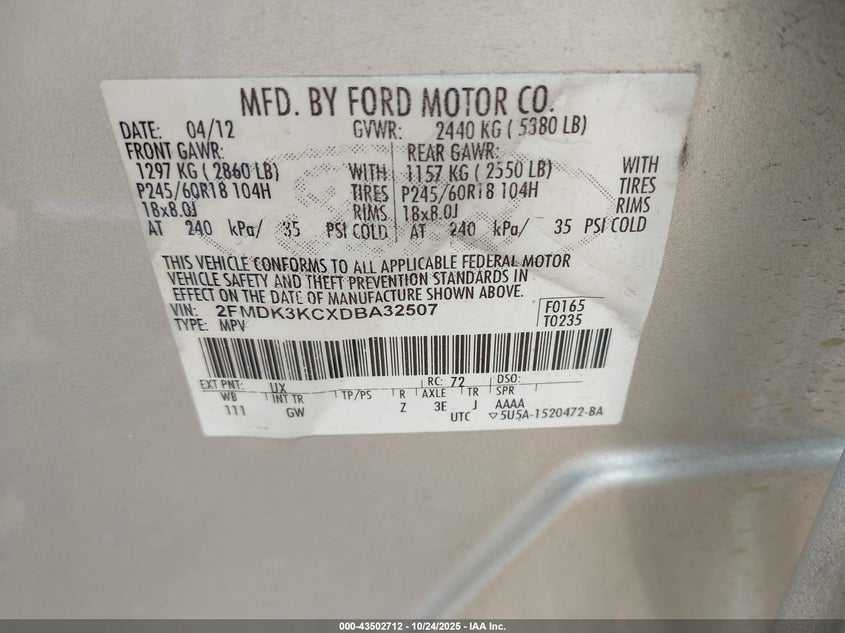 MFD. BY FORD MOTOR CO.
DATE: 04/12 GVWR: 2440 KG ( 5380 LB)
FRONT GAWR: REAR GAWR:
1297 KG ( 2860 LB) WITH 1157 KG ( 2550 LB) WITH
P245/60R18 104H TIRES P245/60R18 104H TIRES
18x8.0J RIMS 18x8.0J RIMS
AT 240 kPa/ 35 PSI COLD AT 240 kPa/ 35 PSI COLD
THIS VEHICLE CONFORMS TO ALL APPLICABLE FEDERAL MOTOR
VEHICLE SAFETY AND THEFT PREVENTION STANDARDS IN
EFFECT ON THE DATE OF MANUFACTURE SHOWN ABOVE.
VIN: 2FMDK3KCXDBA32507 F0165
TYPE: MPV T0235
EXT PNT: UX RC: 72 DSO:
WB INT TR TP/PS R AXLE TR SPR
111 GW Z 3E J AAAA
UTC ▽5U5A-1520472-BA
000-43502712 | 10/24/2025 - IAA Inc.